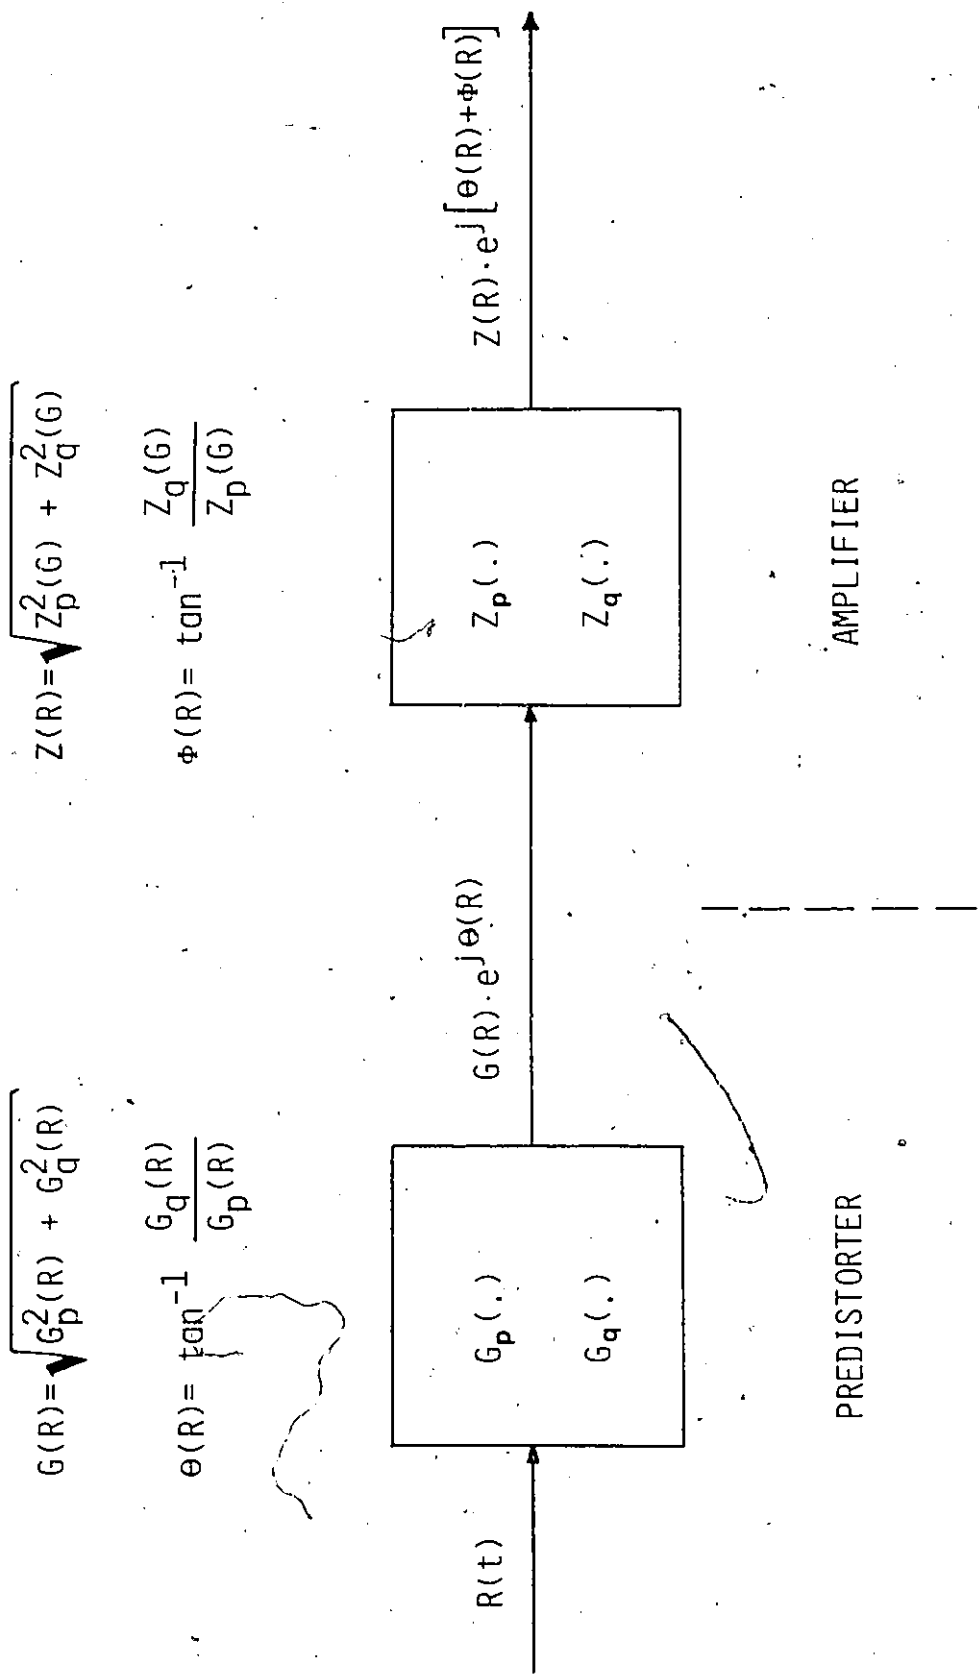 G(R)=√G_p^2(R) + G_q^2(R)
θ(R)= tan^-1 G_q(R)/G_p(R)
Z(R)=√Z_p^2(G) + Z_q^2(G)
Φ(R)= tan^-1 Z_q(G)/Z_p(G)
R(t)
G_p(.)
G_q(.)
G(R)·e^jθ(R)
Z_p(.)
Z_q(.)
Z(R)·e^j[θ(R)+Φ(R)]
PREDISTORTER
AMPLIFIER